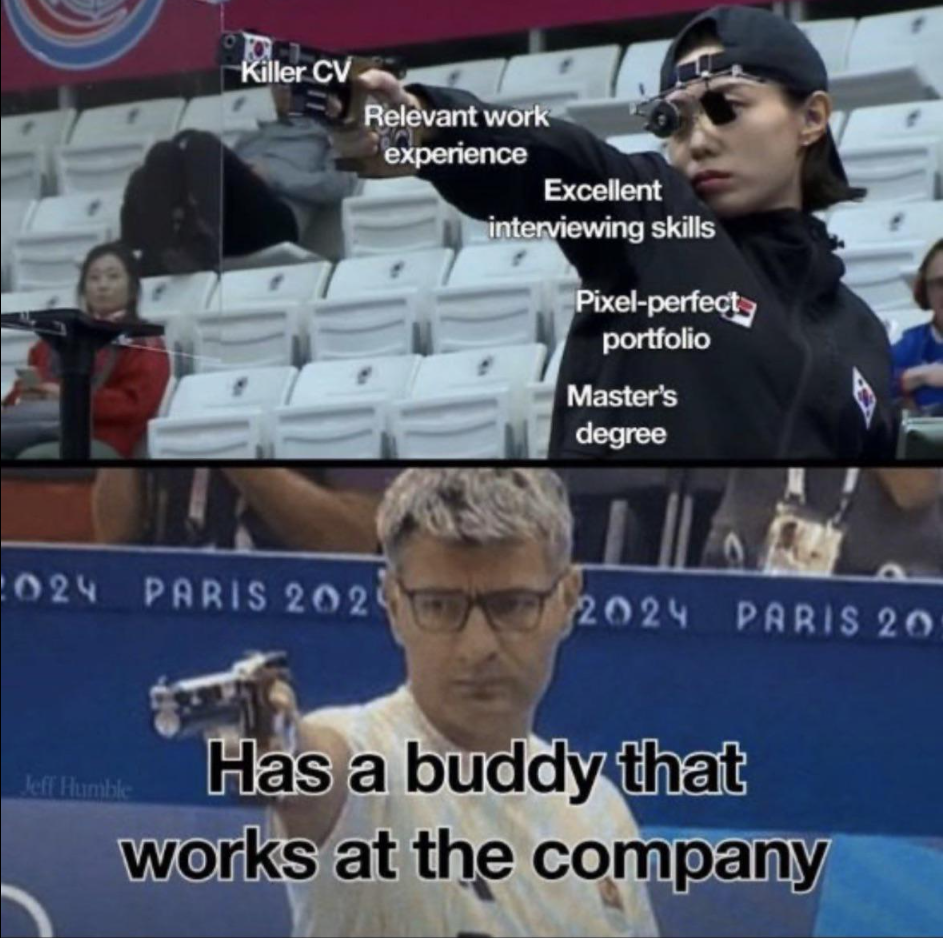 Killer CV
Relevant work
experience
Excellent
interviewing skills
Pixel-perfect
portfolio
Master's
degree
2024 PARIS 202 2024 PARIS 20
Jeff Humble
Has a buddy that
works at the company